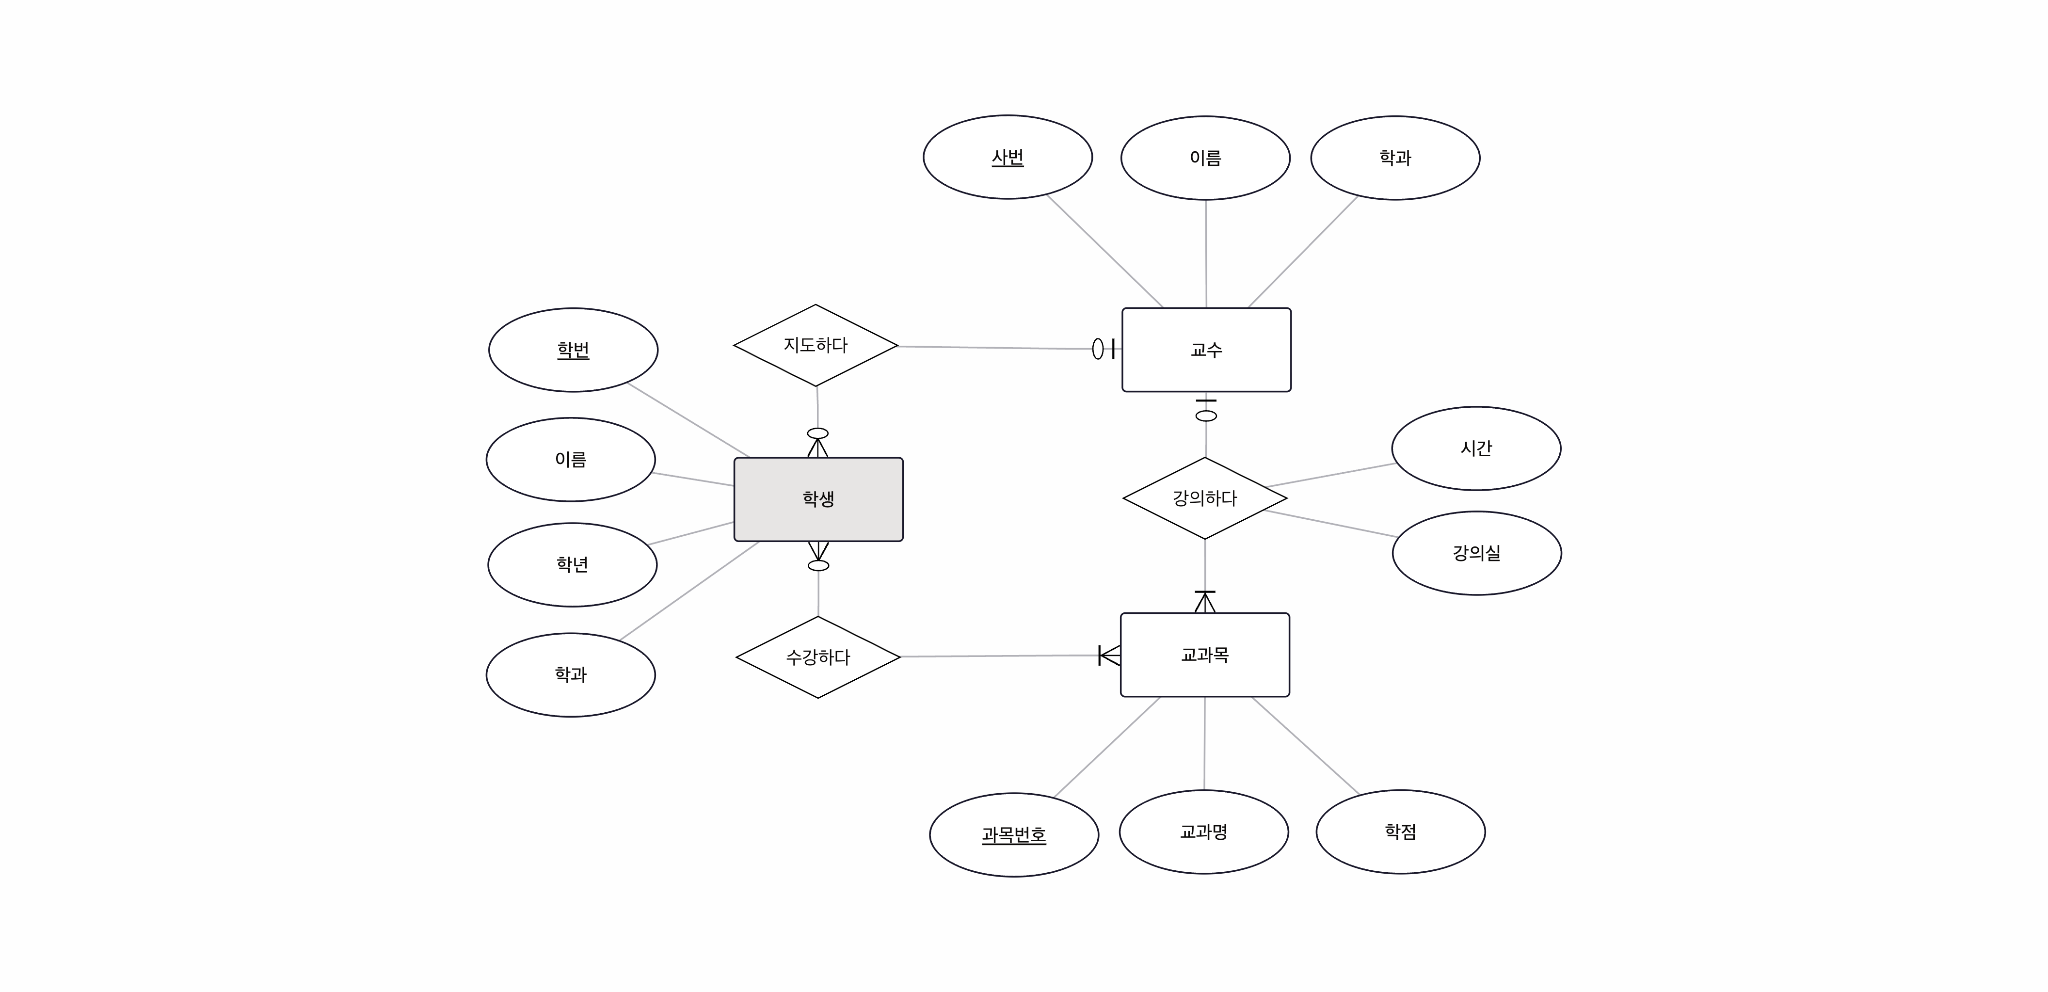 사번
이름
학과
지도하다
교수
학번
이름
학년
학과
학생
강의하다
시간
강의실
수강하다
교과목
과목번호
교과명
학점